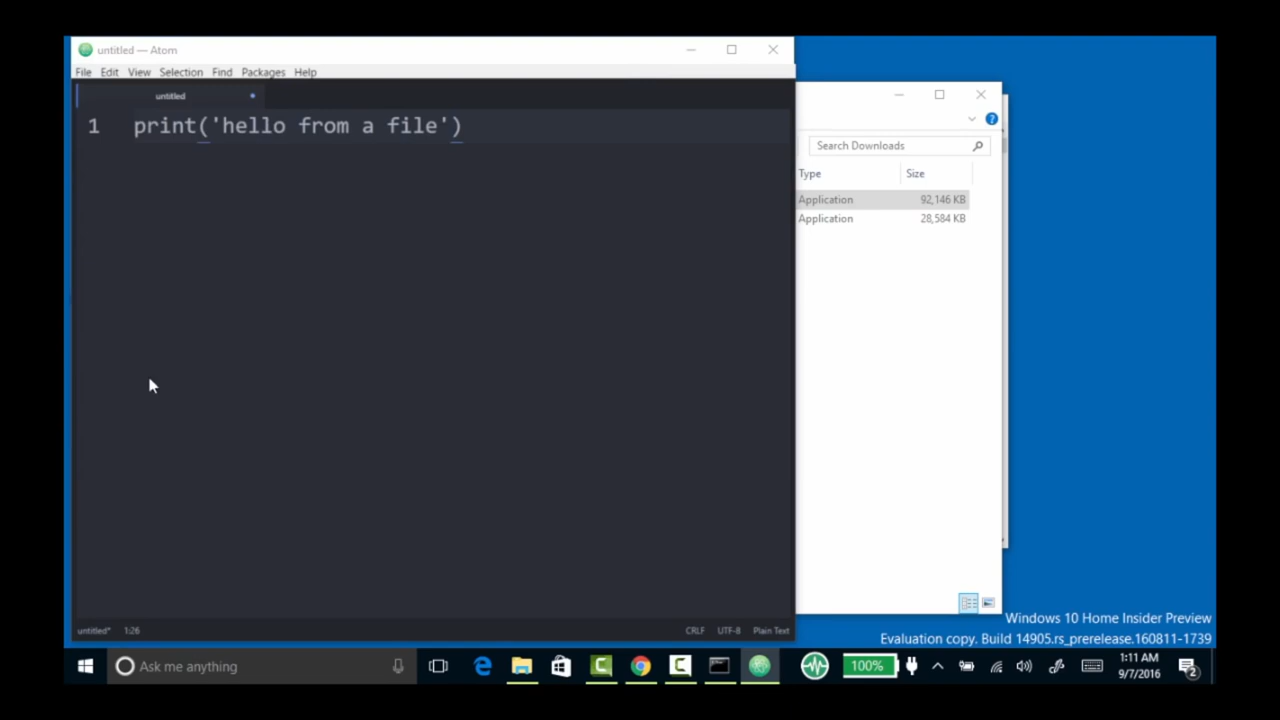 untitled — Atom
File Edit View Selection Find Packages Help
untitled
1 print('hello from a file')
untitled* 1:26 CRLF UTF-8 Plain Text
Search Downloads
Type Size
Application 92,146 KB
Application 28,584 KB
Windows 10 Home Insider Preview
Evaluation copy. Build 14905.rs_prerelease.160811-1739
Ask me anything
100%
1:11 AM
9/7/2016
2